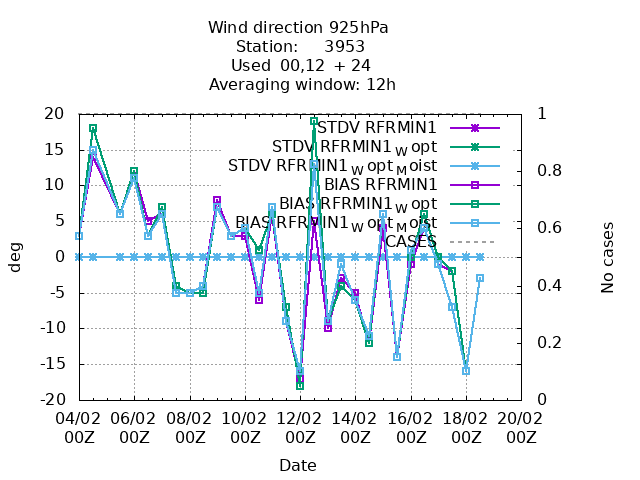 Wind direction 925hPa
Station: 3953
Used 00,12 + 24
Averaging window: 12h
20
15
10
5
0
-5
-10
-15
-20
deg
1
0.8
0.6
0.4
0.2
0
No cases
STDV RFRMIN1
STDV RFRMIN1_W opt
STDV RFRMIN1_W opt_M oist
BIAS RFRMIN1
BIAS RFRMIN1_W opt
BIAS RFRMIN1_W opt_M oist
CASES
04/02 06/02 08/02 10/02 12/02 14/02 16/02 18/02 20/02
00Z 00Z 00Z 00Z 00Z 00Z 00Z 00Z 00Z
Date